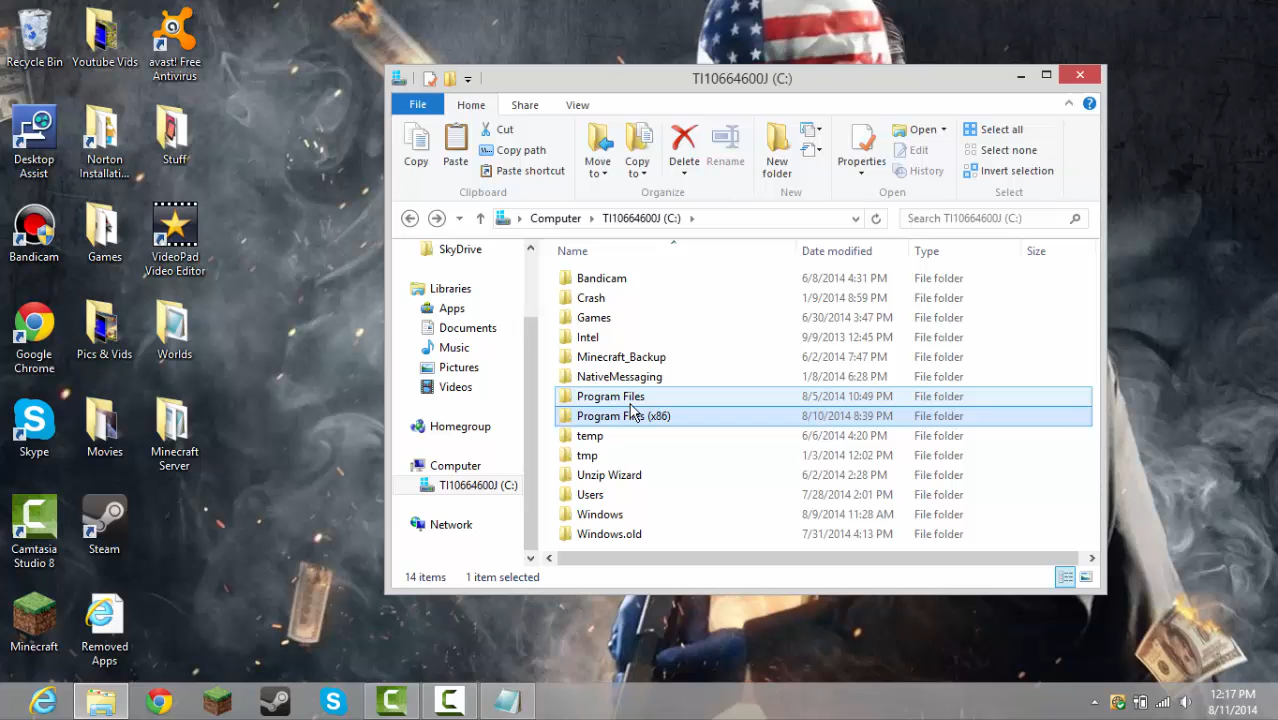 Recycle Bin
Youtube Vids
avast! Free Antivirus
Desktop Assist
Norton Installati...
Stuff
Bandicam
Games
VideoPad Video Editor
Google Chrome
Pics & Vids
Worlds
Skype
Movies
Minecraft Server
Camtasia Studio 8
Steam
Minecraft
Removed Apps
TI10664600J (C:)
File Home Share View
Copy
Paste
Cut
Copy path
Paste shortcut
Clipboard
Move to
Copy to
Delete
Rename
Organize
New folder
New
Properties
Open
Edit
History
Open
Select all
Select none
Invert selection
Select
Computer TI10664600J (C:)
Search TI10664600J (C:)
SkyDrive
Libraries
Apps
Documents
Music
Pictures
Videos
Homegroup
Computer
TI10664600J (C:)
Network
Name Date modified Type Size
Bandicam 6/8/2014 4:31 PM File folder
Crash 1/9/2014 8:59 PM File folder
Games 6/30/2014 3:47 PM File folder
Intel 9/9/2013 12:45 PM File folder
Minecraft_Backup 6/2/2014 7:47 PM File folder
NativeMessaging 1/8/2014 6:28 PM File folder
Program Files 8/5/2014 10:49 PM File folder
Program Files (x86) 8/10/2014 8:39 PM File folder
temp 6/6/2014 4:20 PM File folder
tmp 1/3/2014 12:02 PM File folder
Unzip Wizard 6/2/2014 2:28 PM File folder
Users 7/28/2014 2:01 PM File folder
Windows 8/9/2014 11:28 AM File folder
Windows.old 7/31/2014 4:13 PM File folder
14 items 1 item selected
12:17 PM
8/11/2014